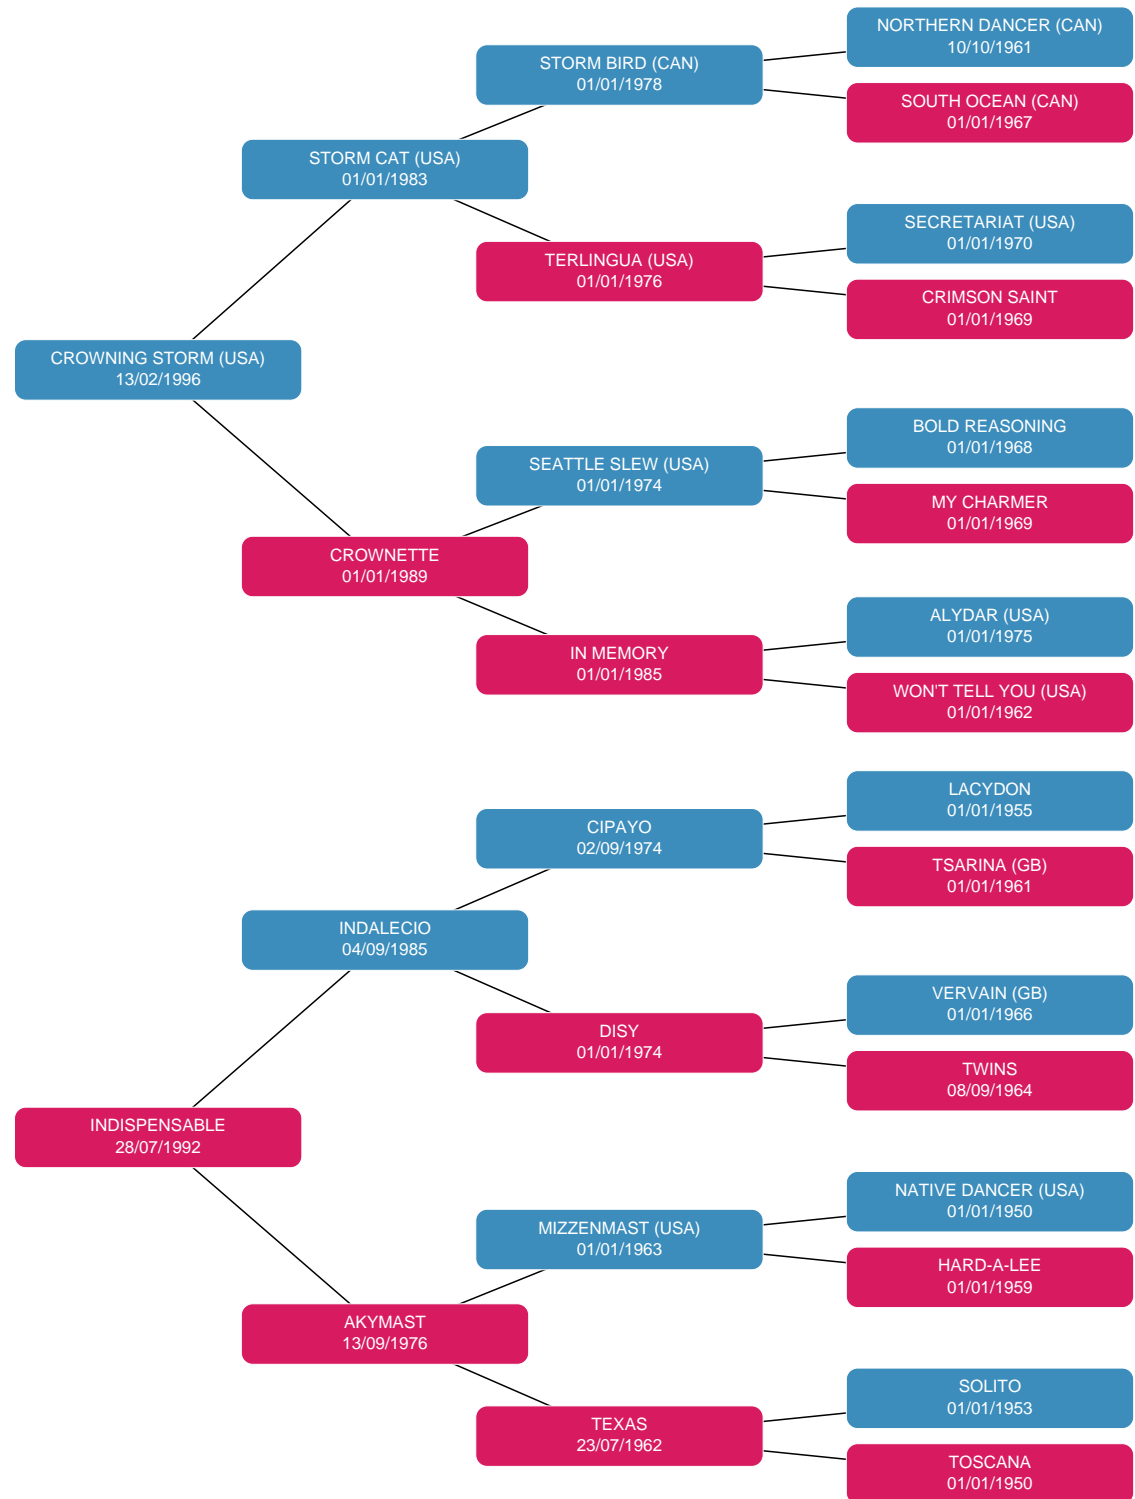 NORTHERN DANCER (CAN)
10/10/1961
STORM BIRD (CAN)
01/01/1978
SOUTH OCEAN (CAN)
01/01/1967
STORM CAT (USA)
01/01/1983
SECRETARIAT (USA)
01/01/1970
TERLINGUA (USA)
01/01/1976
CRIMSON SAINT
01/01/1969
CROWNING STORM (USA)
13/02/1996
BOLD REASONING
01/01/1968
SEATTLE SLEW (USA)
01/01/1974
MY CHARMER
01/01/1969
CROWNETTE
01/01/1989
ALYDAR (USA)
01/01/1975
IN MEMORY
01/01/1985
WON'T TELL YOU (USA)
01/01/1962
LACYDON
01/01/1955
CIPAYO
02/09/1974
TSARINA (GB)
01/01/1961
INDALECIO
04/09/1985
VERVAIN (GB)
01/01/1966
DISY
01/01/1974
TWINS
08/09/1964
INDISPENSABLE
28/07/1992
NATIVE DANCER (USA)
01/01/1950
MIZZENMAST (USA)
01/01/1963
HARD-A-LEE
01/01/1959
AKYMAST
13/09/1976
SOLITO
01/01/1953
TEXAS
23/07/1962
TOSCANA
01/01/1950